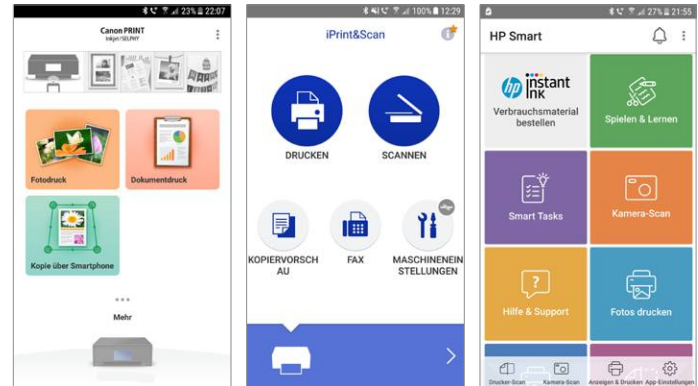 23% 22:07
Canon PRINT
Inkjet/SELPHY
Fotodruck
Dokumentdruck
Kopie über Smartphone
Mehr
100% 12:29
iPrint&Scan
i
DRUCKEN
SCANNEN
KOPIERVORSCH
AU
FAX
MASCHINENEIN
STELLUNGEN
27% 21:55
HP Smart
hp instant
ink
Verbrauchsmaterial
bestellen
Spielen & Lernen
Smart Tasks
Kamera-Scan
?
Hilfe & Support
Fotos drucken
Drucker-Scan
Kamera-Scan
Anzeigen & Drucken
App-Einstellungen